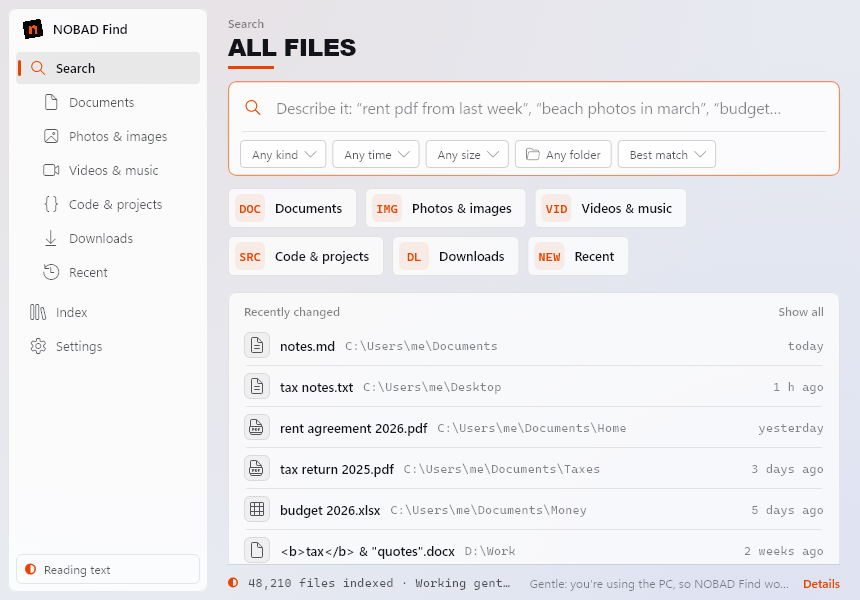 NOBAD Find
Search
Documents
Photos & images
Videos & music
Code & projects
Downloads
Recent
Index
Settings
Reading text
Search
ALL FILES
Describe it: “rent pdf from last week”, “beach photos in march”, “budget…
Any kind Any time Any size Any folder Best match
DOC Documents IMG Photos & images VID Videos & music
SRC Code & projects DL Downloads NEW Recent
Recently changed Show all
notes.md C:\Users\me\Documents today
tax notes.txt C:\Users\me\Desktop 1 h ago
rent agreement 2026.pdf C:\Users\me\Documents\Home yesterday
tax return 2025.pdf C:\Users\me\Documents\Taxes 3 days ago
budget 2026.xlsx C:\Users\me\Documents\Money 5 days ago
<b>tax</b> & "quotes".docx D:\Work 2 weeks ago
48,210 files indexed · Working gent… Gentle: you're using the PC, so NOBAD Find wo… Details